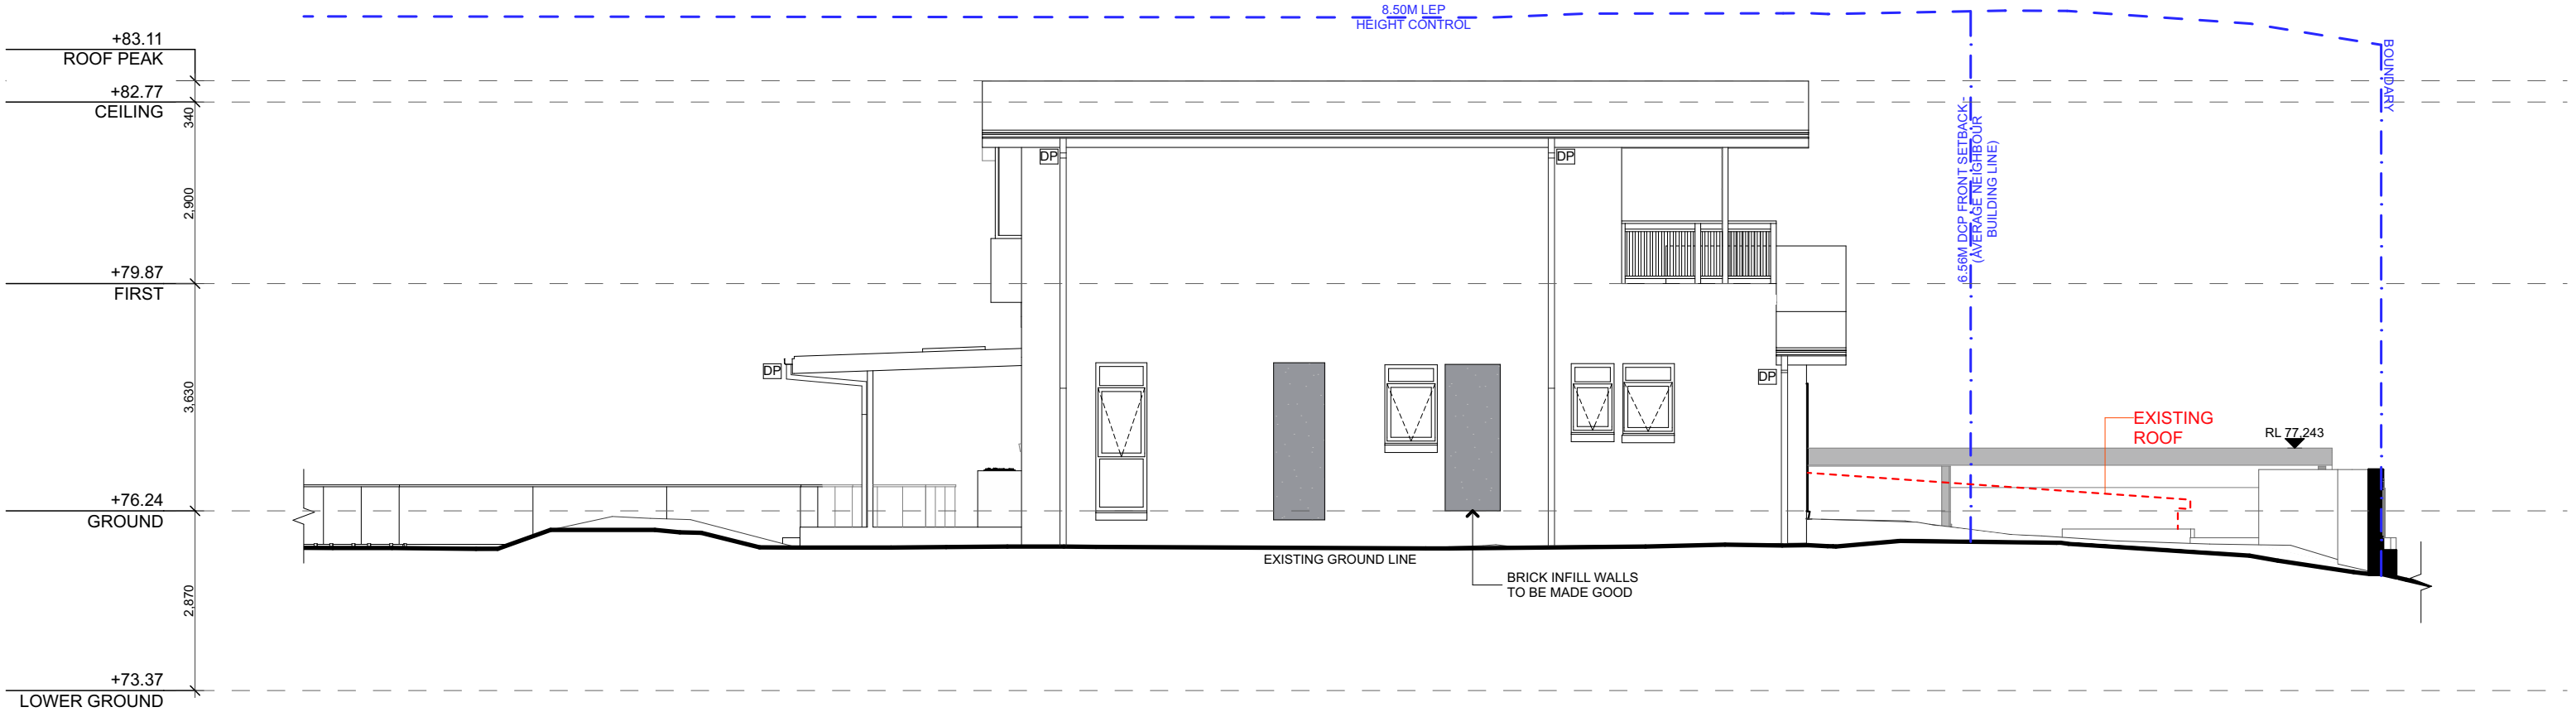 8.50M LEP
HEIGHT CONTROL
+83.11
ROOF PEAK
+82.77
CEILING
340
2,900
+79.87
FIRST
3,630
+76.24
GROUND
2,870
+73.37
LOWER GROUND
DP
DP
DP
DP
6.56M DCP FRONT SETBACK
(AVERAGE NEIGHBOUR
BUILDING LINE)
BOUNDARY
EXISTING
ROOF
RL 77,243
EXISTING GROUND LINE
BRICK INFILL WALLS
TO BE MADE GOOD